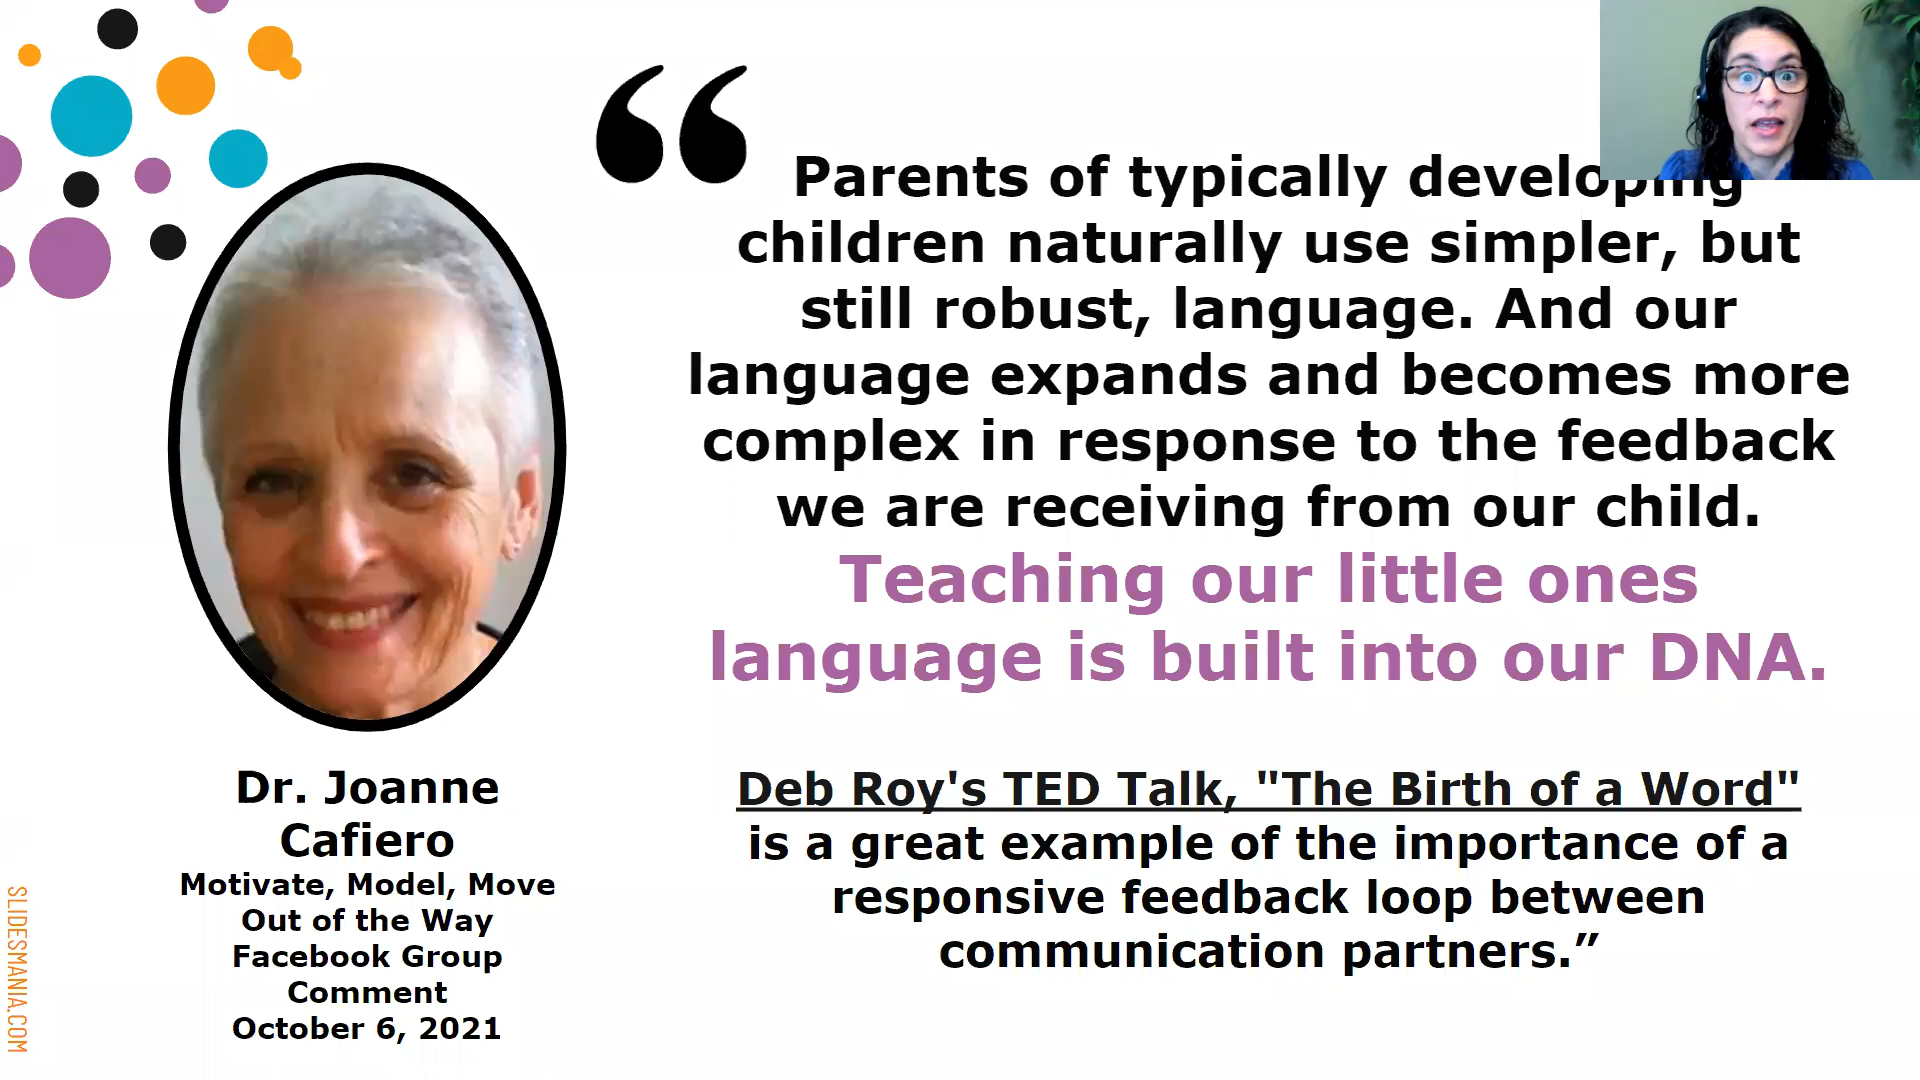 “
Parents of typically developing
children naturally use simpler, but
still robust, language. And our
language expands and becomes more
complex in response to the feedback
we are receiving from our child.
Teaching our little ones
language is built into our DNA.
Deb Roy's TED Talk, "The Birth of a Word"
is a great example of the importance of a
responsive feedback loop between
communication partners.”
Dr. Joanne
Cafiero
Motivate, Model, Move
Out of the Way
Facebook Group
Comment
October 6, 2021
SLIDESMANIA.COM